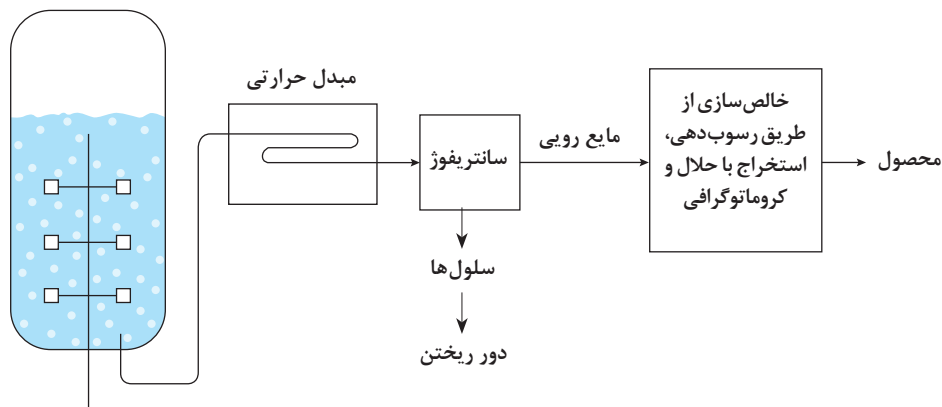 مبدل حرارتی
سانتریفوژ
مایع رویی
خالص‌سازی از
طریق رسوب‌دهی،
استخراج با حلال و
کروماتوگرافی
محصول
سلول‌ها
دور ریختن